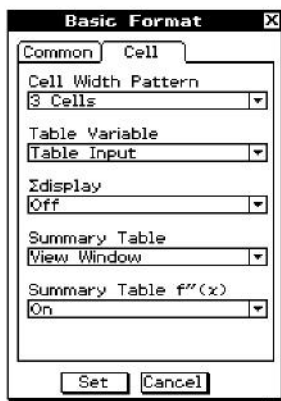 Basic Format X
Common Cell
Cell Width Pattern
3 Cells
Table Variable
Table Input
Σdisplay
Off
Summary Table
View Window
Summary Table f″(x)
On
Set Cancel